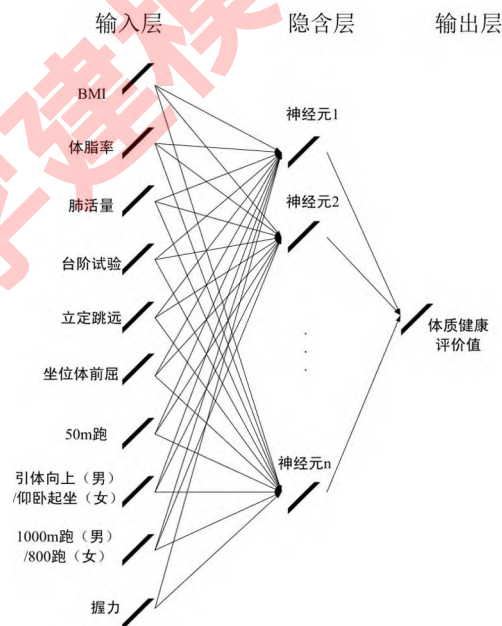 输入层 隐含层 输出层
BMI
体脂率
肺活量
台阶试验
立定跳远
坐位体前屈
50m跑
引体向上（男）
/仰卧起坐（女）
1000m跑（男）
/800跑（女）
握力
神经元1
神经元2
神经元n
体质健康
评价值
建模